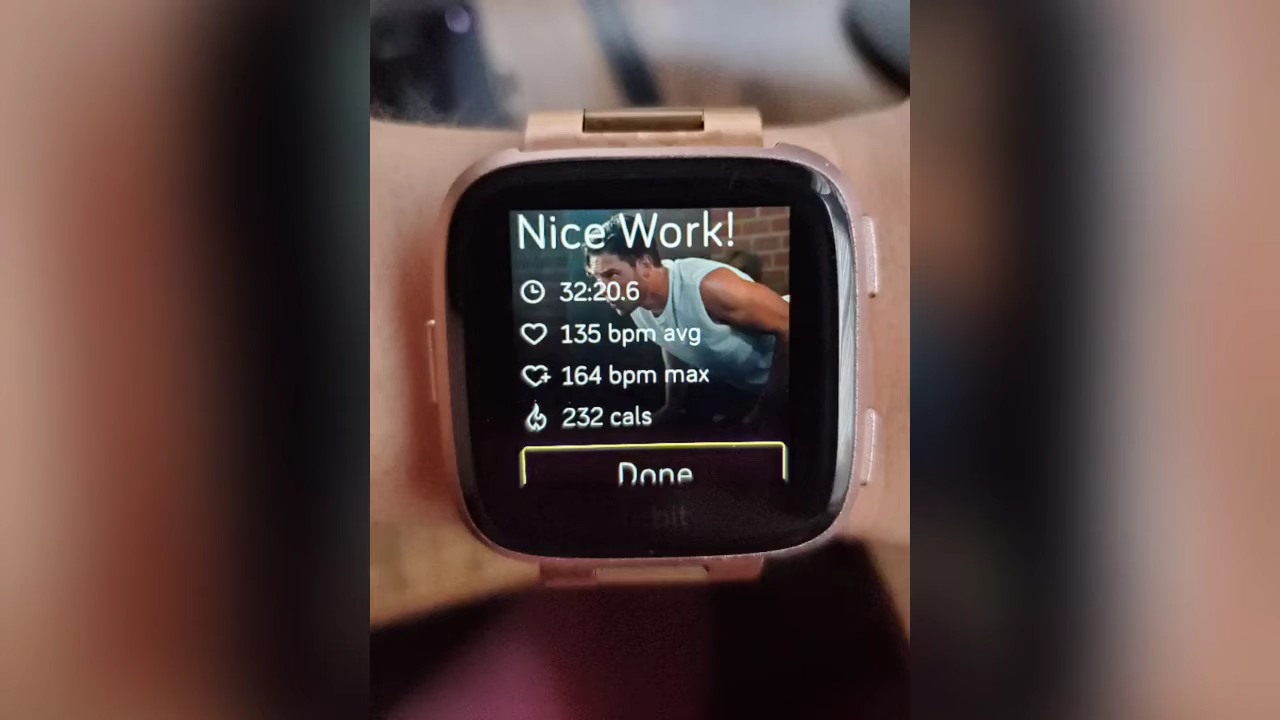 Nice Work!
32:20.6
135 bpm avg
164 bpm max
232 cals
Done